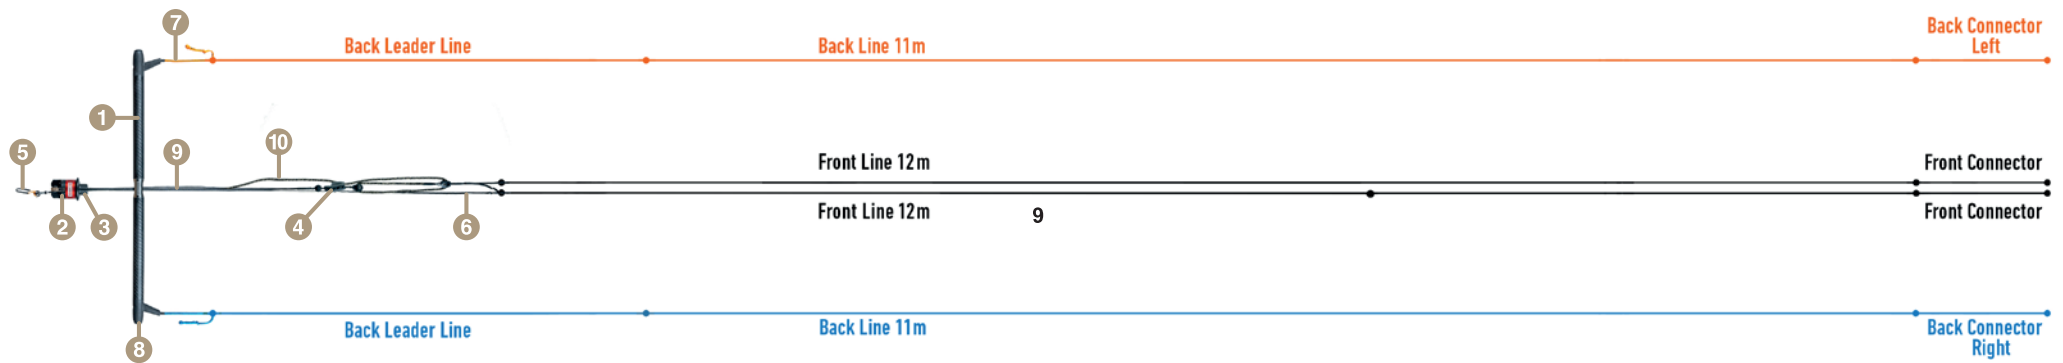 7
Back Leader Line
Back Line 11m
Back Connector
Left
1
5
9
10
Front Line 12m
Front Connector
2
3
4
6
Front Line 12m
9
Front Connector
8
Back Leader Line
Back Line 11m
Back Connector
Right